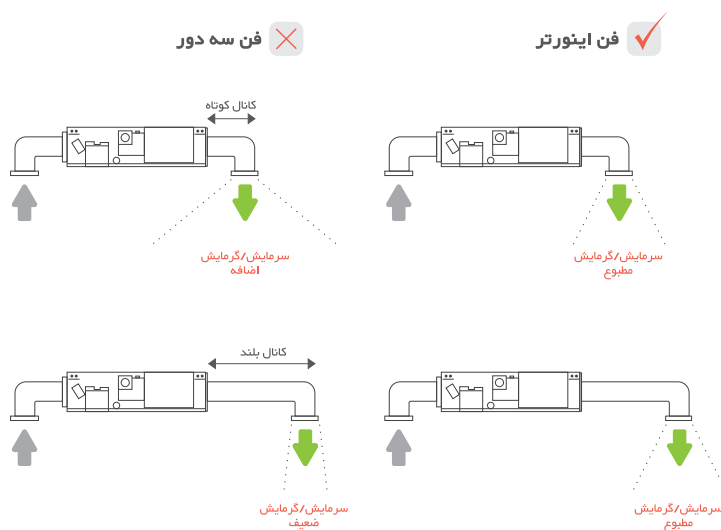 فن اینورتر
فن سه دور
کانال کوتاه
سرمایش/گرمایش
مطبوع
سرمایش/گرمایش
اضافه
کانال بلند
سرمایش/گرمایش
مطبوع
سرمایش/گرمایش
ضعیف